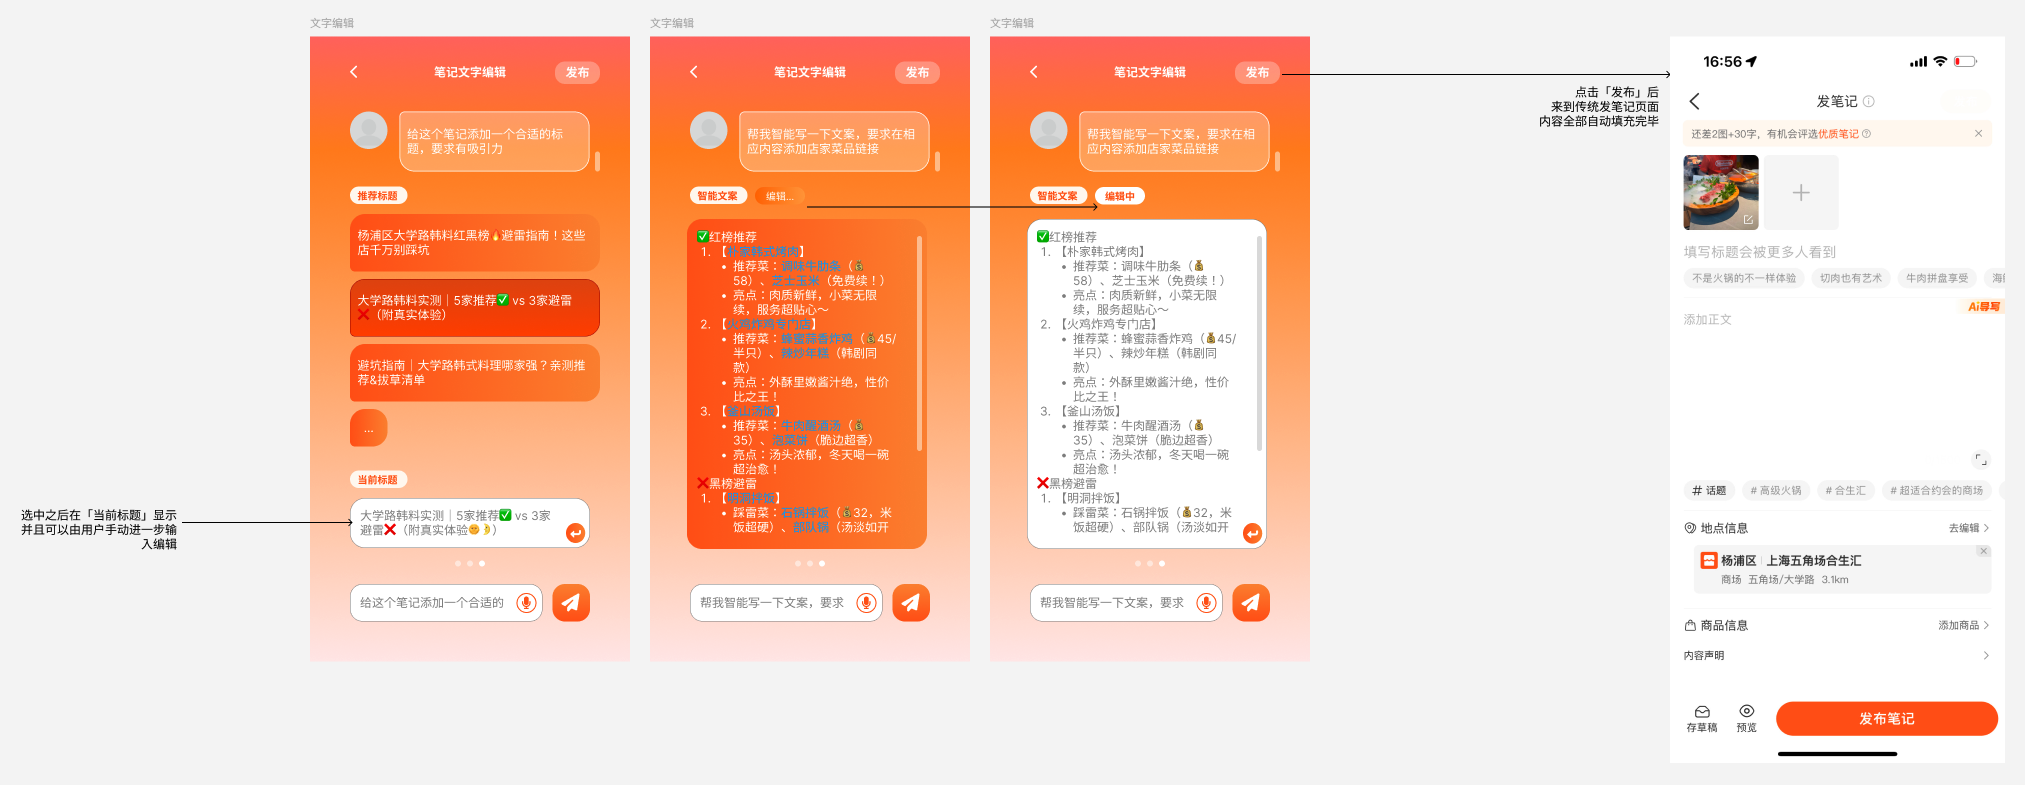 文字编辑
笔记文字编辑
发布
给这个笔记添加一个合适的标
题，要求有吸引力
推荐标题
杨浦区大学路韩料红黑榜🔥避雷指南！这些
店千万别踩坑
大学路韩料实测｜5家推荐✅ vs 3家避雷
❌（附真实体验）
避坑指南｜大学路韩式料理哪家强？亲测推
荐&拔草清单
...
当前标题
大学路韩料实测｜5家推荐✅ vs 3家
避雷❌（附真实体验🤫🤌）
给这个笔记添加一个合适的
选中之后在「当前标题」显示
并且可以由用户手动进一步输
入编辑
文字编辑
笔记文字编辑
发布
帮我智能写一下文案，要求在相
应内容添加店家菜品链接
智能文案
编辑...
✅红榜推荐
1. 【朴家韩式烤肉】
• 推荐菜：调味牛肋条（💰
58）、芝士玉米（免费续！）
• 亮点：肉质新鲜，小菜无限
续，服务超贴心～
2. 【火鸡炸鸡专门店】
• 推荐菜：蜂蜜蒜香炸鸡（💰45/
半只）、辣炒年糕（韩剧同
款）
• 亮点：外酥里嫩酱汁绝，性价
比之王！
3. 【釜山汤饭】
• 推荐菜：牛肉醒酒汤（💰
35）、泡菜饼（脆边超香）
• 亮点：汤头浓郁，冬天喝一碗
超治愈！
❌黑榜避雷
1. 【明洞拌饭】
• 踩雷菜：石锅拌饭（💰32，米
饭超硬）、部队锅（汤淡如开
帮我智能写一下文案，要求
文字编辑
笔记文字编辑
发布
帮我智能写一下文案，要求在相
应内容添加店家菜品链接
智能文案
编辑中
✅红榜推荐
1. 【朴家韩式烤肉】
• 推荐菜：调味牛肋条（💰
58）、芝士玉米（免费续！）
• 亮点：肉质新鲜，小菜无限
续，服务超贴心～
2. 【火鸡炸鸡专门店】
• 推荐菜：蜂蜜蒜香炸鸡（💰45/
半只）、辣炒年糕（韩剧同
款）
• 亮点：外酥里嫩酱汁绝，性价
比之王！
3. 【釜山汤饭】
• 推荐菜：牛肉醒酒汤（💰
35）、泡菜饼（脆边超香）
• 亮点：汤头浓郁，冬天喝一碗
超治愈！
❌黑榜避雷
1. 【明洞拌饭】
• 踩雷菜：石锅拌饭（💰32，米
饭超硬）、部队锅（汤淡如开
帮我智能写一下文案，要求
点击「发布」后
来到传统发笔记页面
内容全部自动填充完毕
16:56
发笔记
还差2图+30字，有机会评选优质笔记
填写标题会被更多人看到
不是火锅的不一样体验
切肉也有艺术
牛肉拼盘享受
海
Ai导写
添加正文
# 话题
# 高级火锅
# 合生汇
# 超适合约会的商场
地点信息
去编辑
杨浦区｜上海五角场合生汇
商场 五角场/大学路 3.1km
商品信息
添加商品
内容声明
存草稿
预览
发布笔记